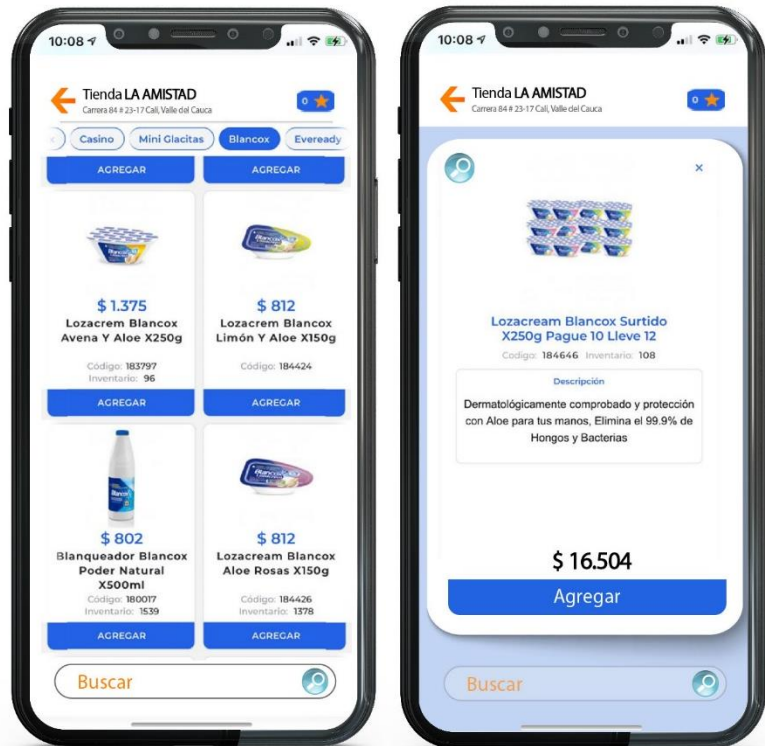 10:08
Tienda LA AMISTAD
Carrera 84 # 23-17 Cali, Valle del Cauca
0
Casino
Mini Glacitas
Blancox
Eveready
AGREGAR
AGREGAR
$ 1.375
Lozacrem Blancox
Avena Y Aloe X250g
Código: 183797
Inventario: 96
AGREGAR
$ 812
Lozacrem Blancox
Limón Y Aloe X150g
Código: 184424
AGREGAR
Blancox
$ 802
Blanqueador Blancox
Poder Natural
X500ml
Código: 180017
Inventario: 1539
AGREGAR
$ 812
Lozacream Blancox
Aloe Rosas X150g
Código: 184426
Inventario: 1378
AGREGAR
Buscar
10:08
Tienda LA AMISTAD
Carrera 84 # 23-17 Cali, Valle del Cauca
0
×
Lozacream Blancox Surtido
X250g Pague 10 Lleve 12
Codigo: 184646 Inventario: 108
Descripción
Dermatológicamente comprobado y protección
con Aloe para tus manos, Elimina el 99.9% de
Hongos y Bacterias
$ 16.504
Agregar
Buscar